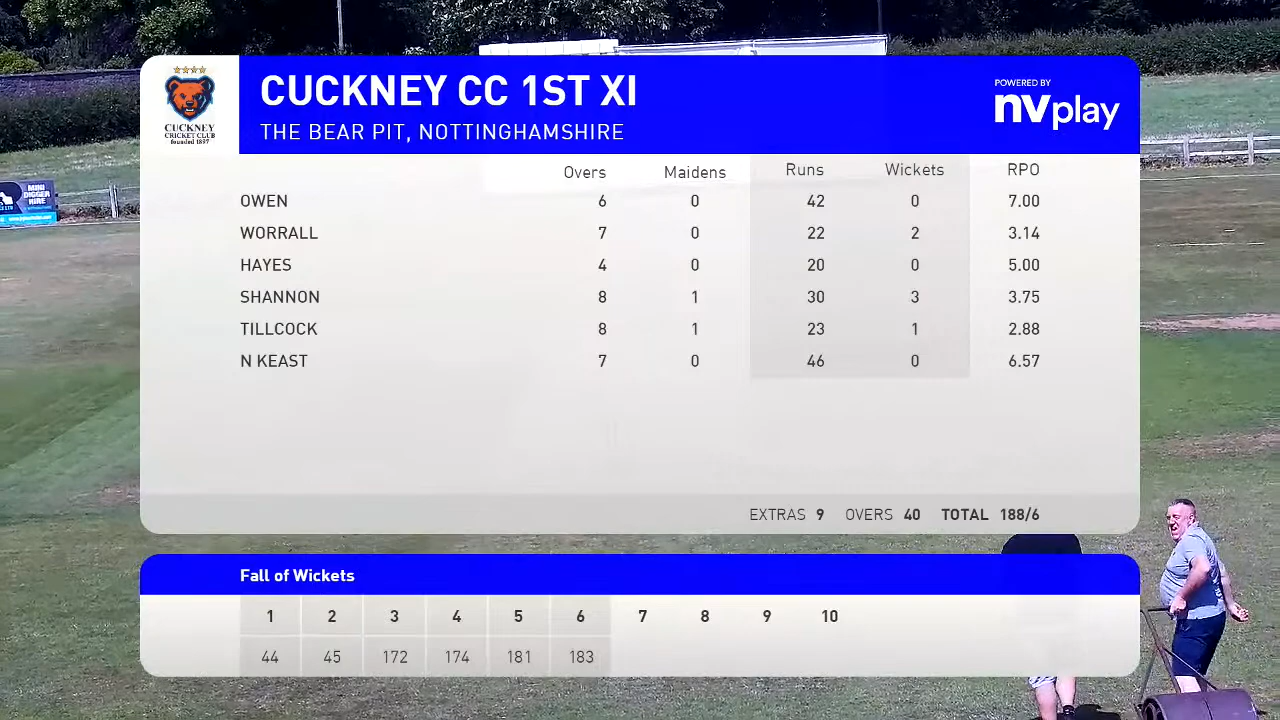 CUCKNEY CC 1ST XI
THE BEAR PIT, NOTTINGHAMSHIRE
CUCKNEY
CRICKET CLUB
founded 1897
POWERED BY
nvplay
Overs Maidens Runs Wickets RPO
OWEN 6 0 42 0 7.00
WORRALL 7 0 22 2 3.14
HAYES 4 0 20 0 5.00
SHANNON 8 1 30 3 3.75
TILLCOCK 8 1 23 1 2.88
N KEAST 7 0 46 0 6.57
EXTRAS 9 OVERS 40 TOTAL 188/6
Fall of Wickets
1 2 3 4 5 6 7 8 9 10
44 45 172 174 181 183
MINI
DIGGER
HIRE